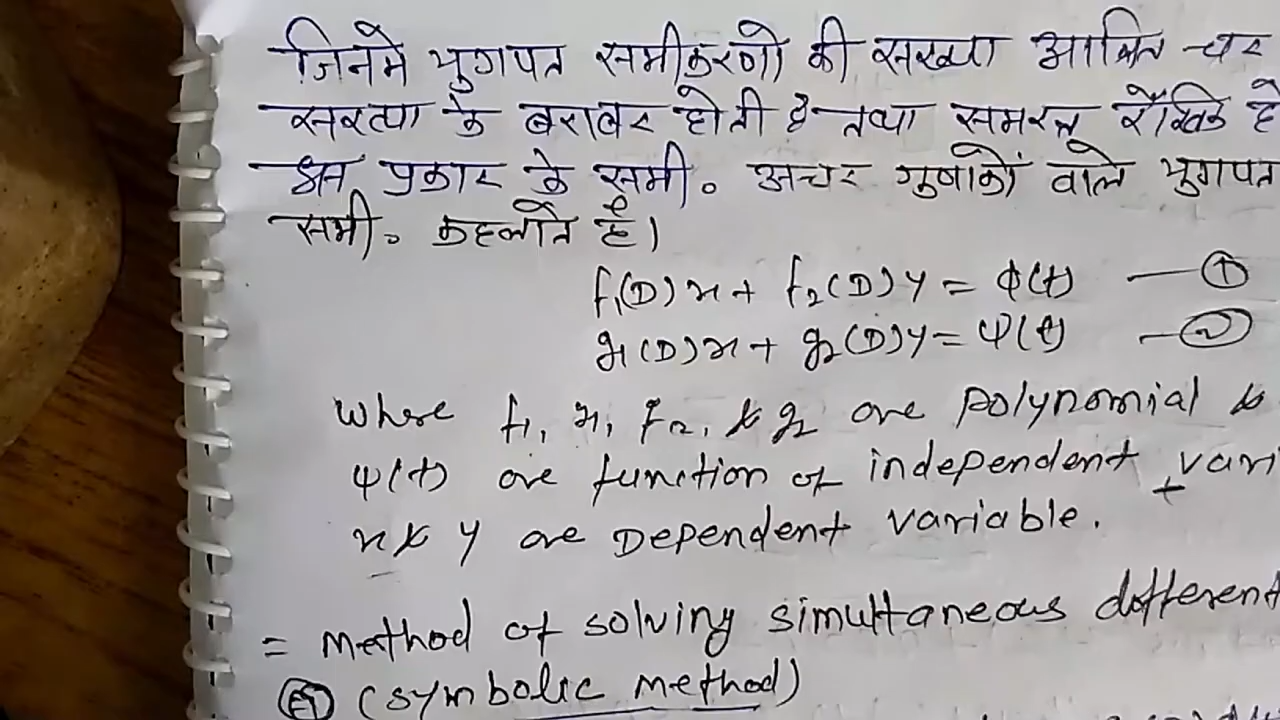 जिनमे युगपत समीकरणो की सख्या आश्रित चर
सख्या के बराबर होती है तथा समस्त रैखिक हो
इस प्रकार के समी. अचर गुणाकों वाले युगपत
समी. कहलाते है।
f₁(D)x + f₂(D)y = ϕ(t) — ①
g₁(D)x + g₂(D)y = ψ(t) — ②
where f₁, g₁, f₂, & g₂ are polynomial &
ψ(t) are function of independent vari
t
x & y are Dependent variable.
= method of solving simultaneous different
(symbolic method)